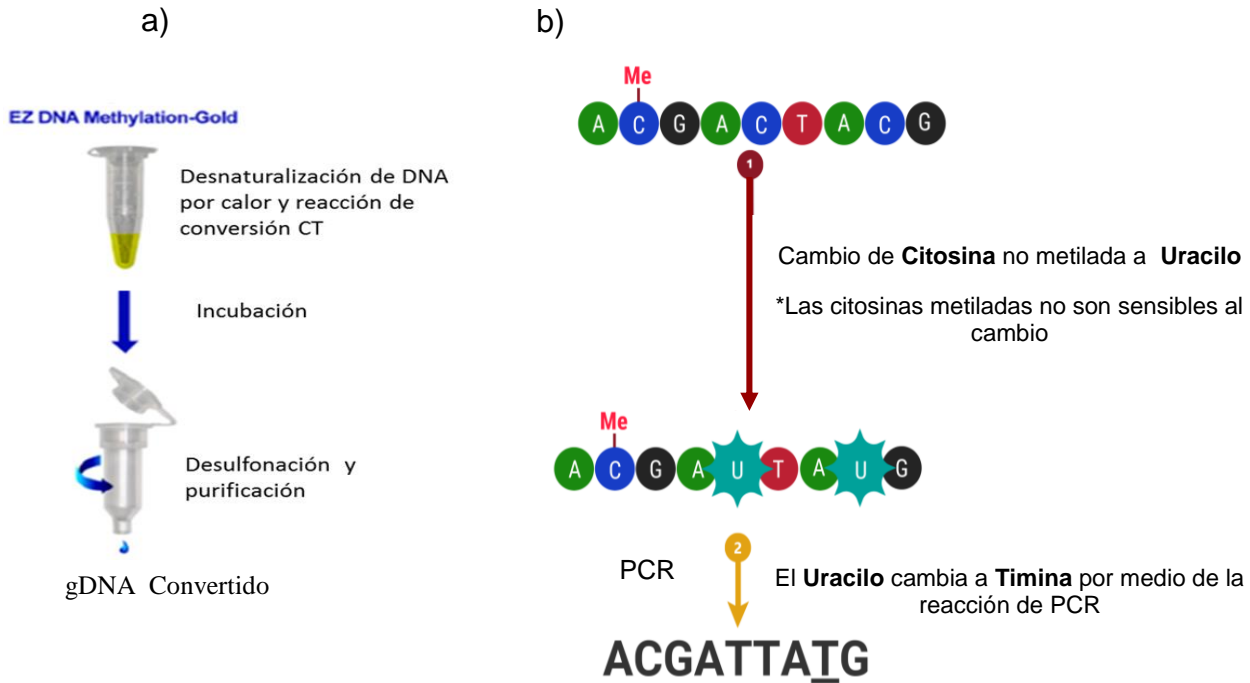 a)
EZ DNA Methylation-Gold
Desnaturalización de DNA
por calor y reacción de
conversión CT
Incubación
Desulfonación y
purificación
gDNA Convertido
b)
Me
A C G A C T A C G
1
Cambio de Citosina no metilada a Uracilo
*Las citosinas metiladas no son sensibles al
cambio
Me
A C G A U T A U G
2
PCR
El Uracilo cambia a Timina por medio de la
reacción de PCR
ACGATTATG